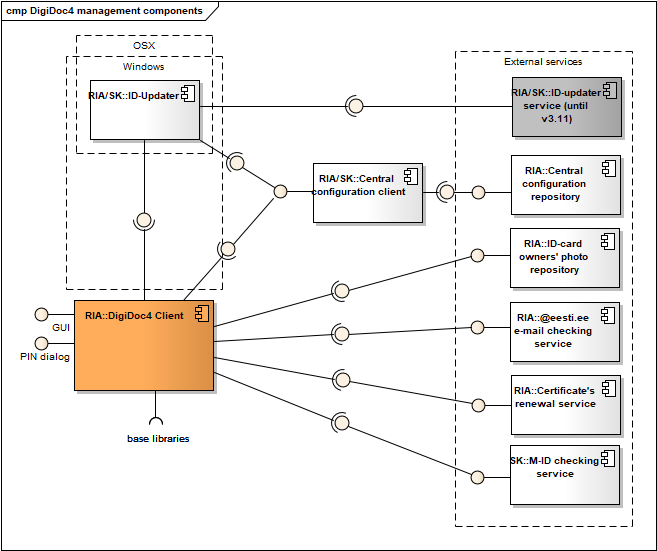 cmp DigiDoc4 management components
OSX
Windows
RIA/SK::ID-Updater
External services
RIA/SK::ID-updater
service (until
v3.11)
RIA/SK::Central
configuration client
RIA::Central
configuration
repository
RIA::ID-card
owners' photo
repository
RIA::DigiDoc4 Client
GUI
PIN dialog
RIA::@eesti.ee
e-mail checking
service
RIA::Certificate's
renewal service
base libraries
SK::M-ID checking
service